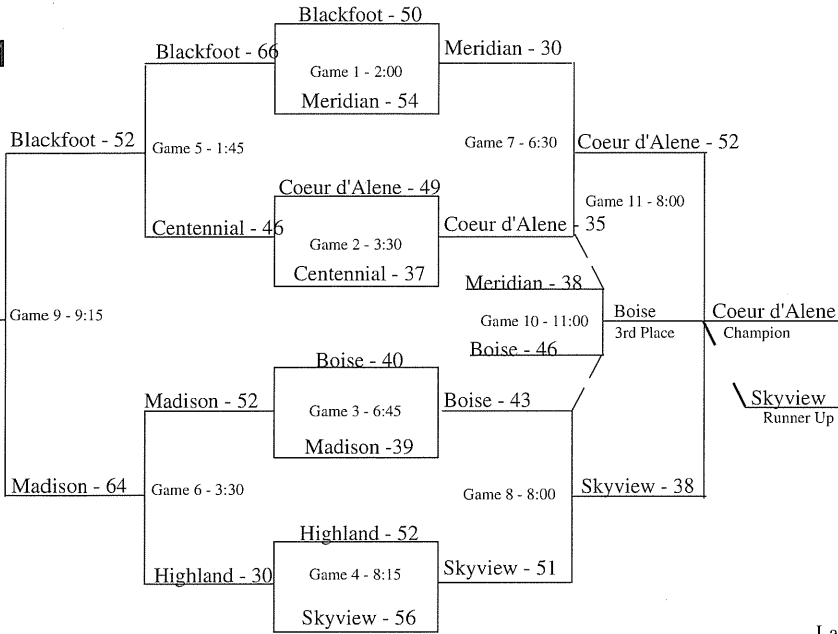 Blackfoot - 50
Blackfoot - 66
Meridian - 30
Game 1 - 2:00
Meridian - 54
Blackfoot - 52
Game 5 - 1:45
Game 7 - 6:30
Coeur d'Alene - 52
Coeur d'Alene - 49
Game 11 - 8:00
Centennial - 46
Game 2 - 3:30
Coeur d'Alene - 35
Centennial - 37
Meridian - 38
Game 9 - 9:15
Game 10 - 11:00
Boise
3rd Place
Coeur d'Alene
Champion
Boise - 46
Boise - 40
Madison - 52
Game 3 - 6:45
Boise - 43
Skyview
Runner Up
Madison -39
Madison - 64
Game 6 - 3:30
Game 8 - 8:00
Skyview - 38
Highland - 52
Highland - 30
Game 4 - 8:15
Skyview - 51
Skyview - 56